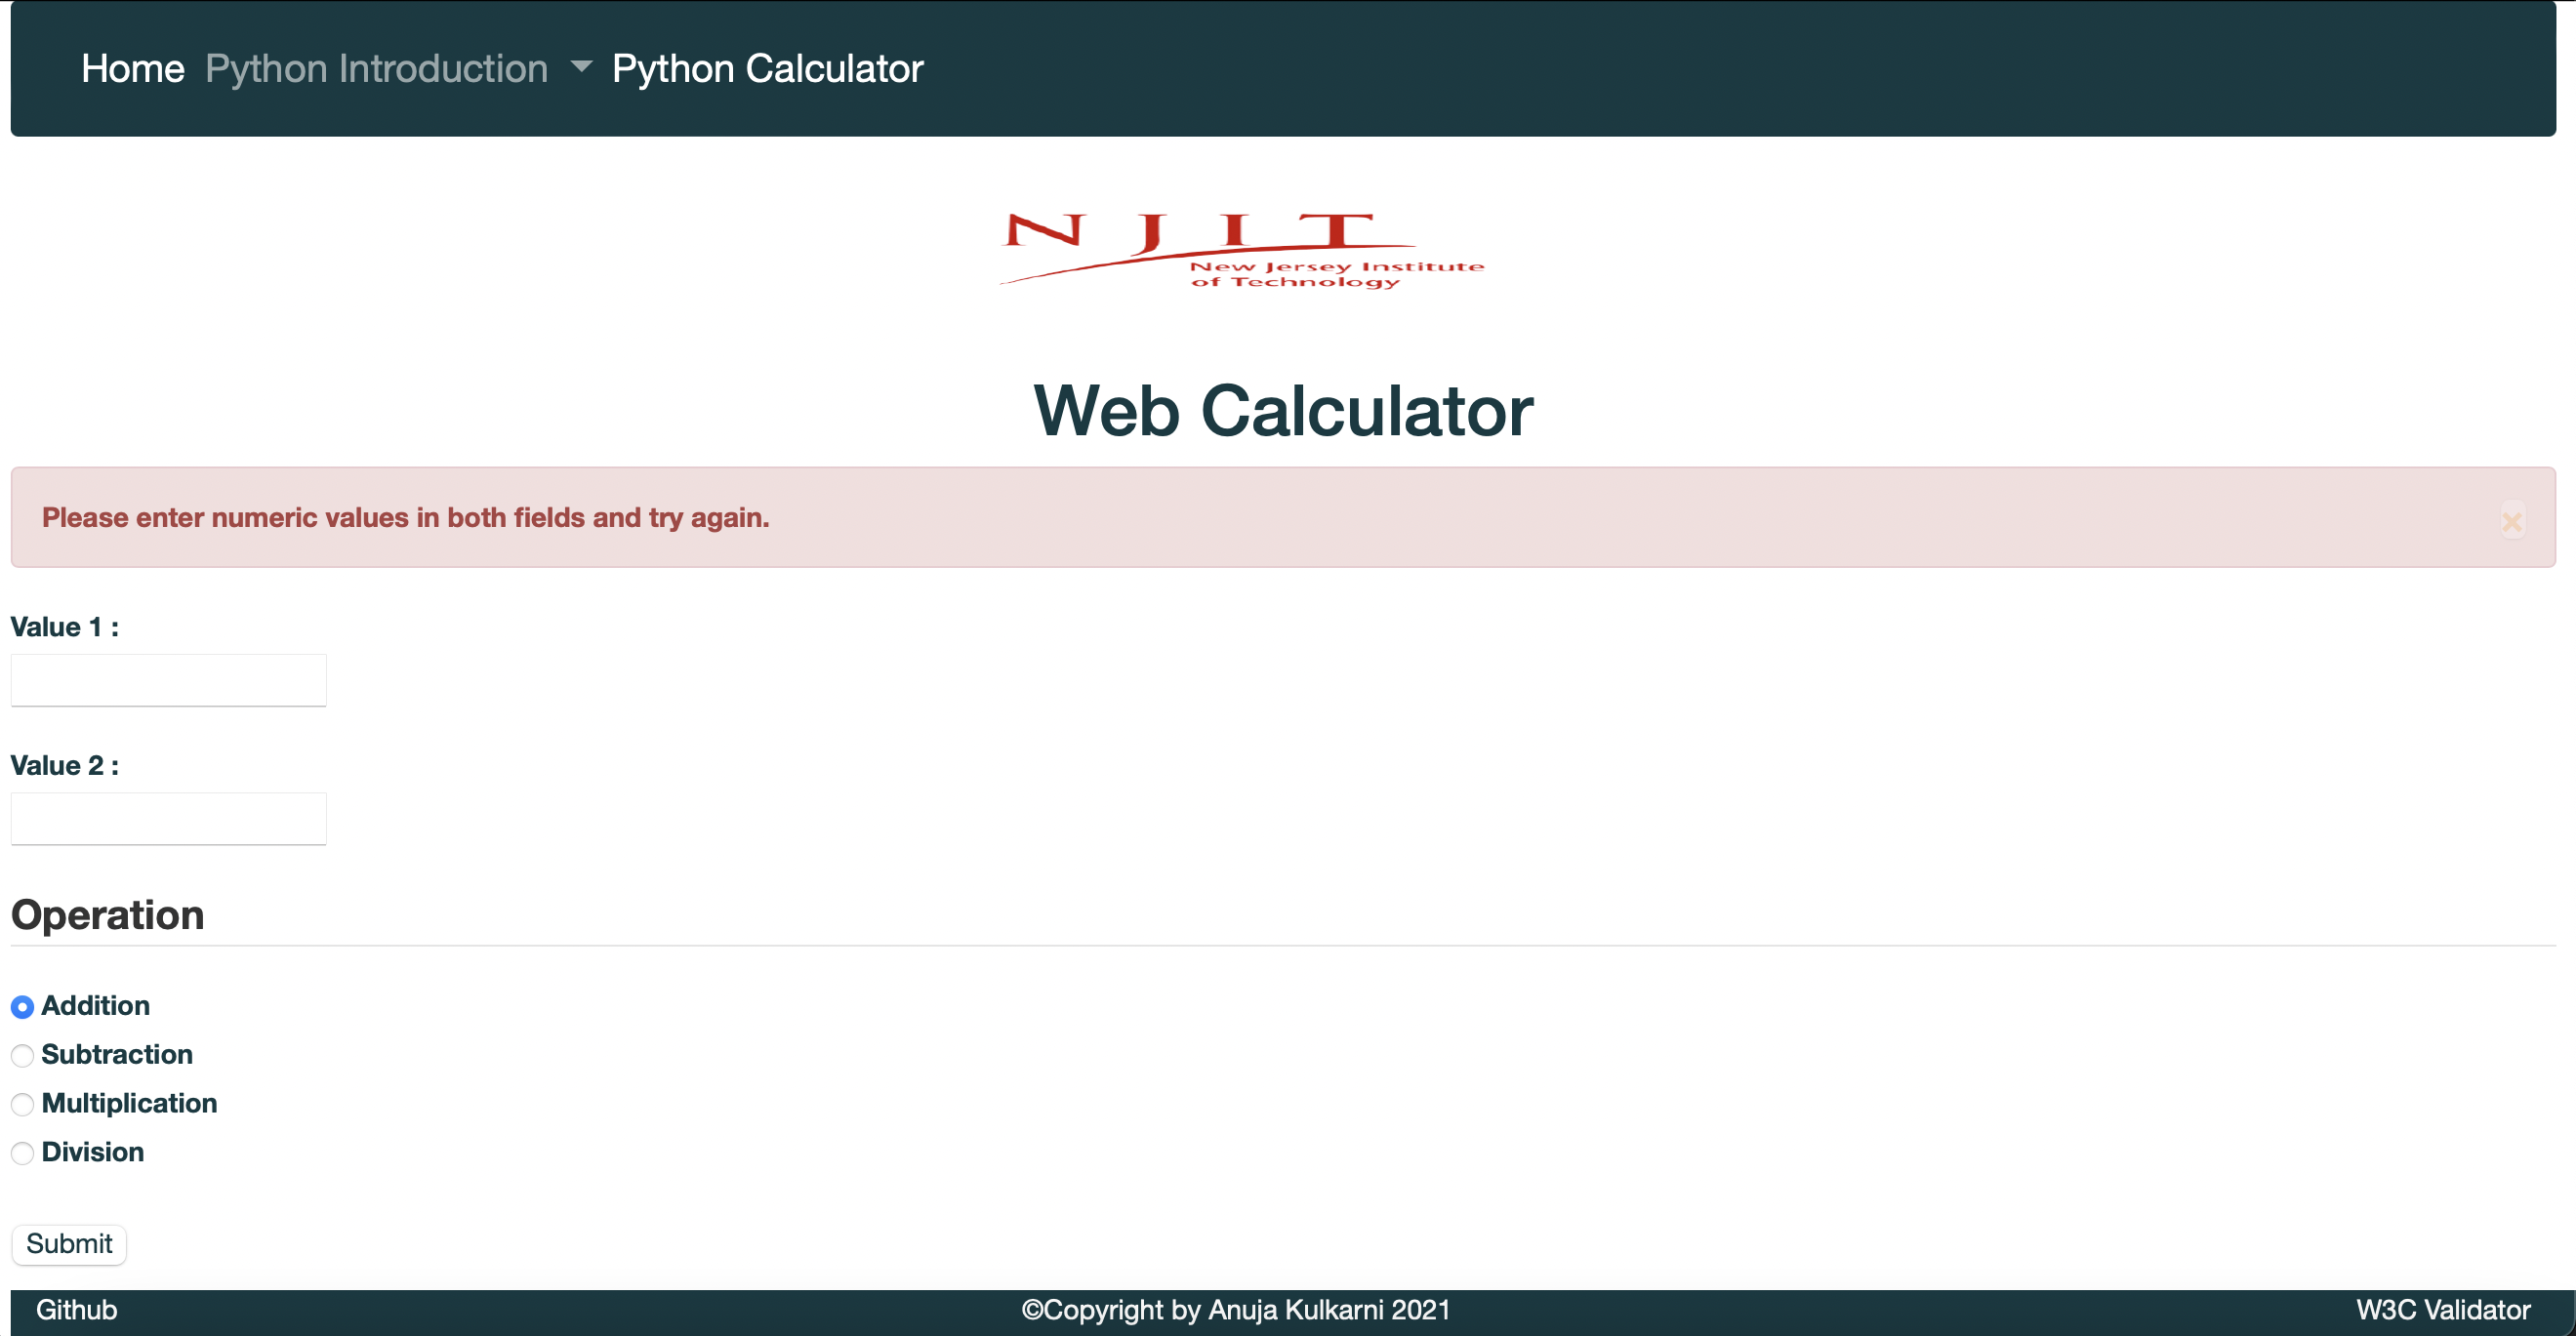 Home Python Introduction Python Calculator
N J I T
New Jersey Institute
of Technology
Web Calculator
Please enter numeric values in both fields and try again. ×
Value 1 :
Value 2 :
Operation
Addition
Subtraction
Multiplication
Division
Submit
Github ©Copyright by Anuja Kulkarni 2021 W3C Validator